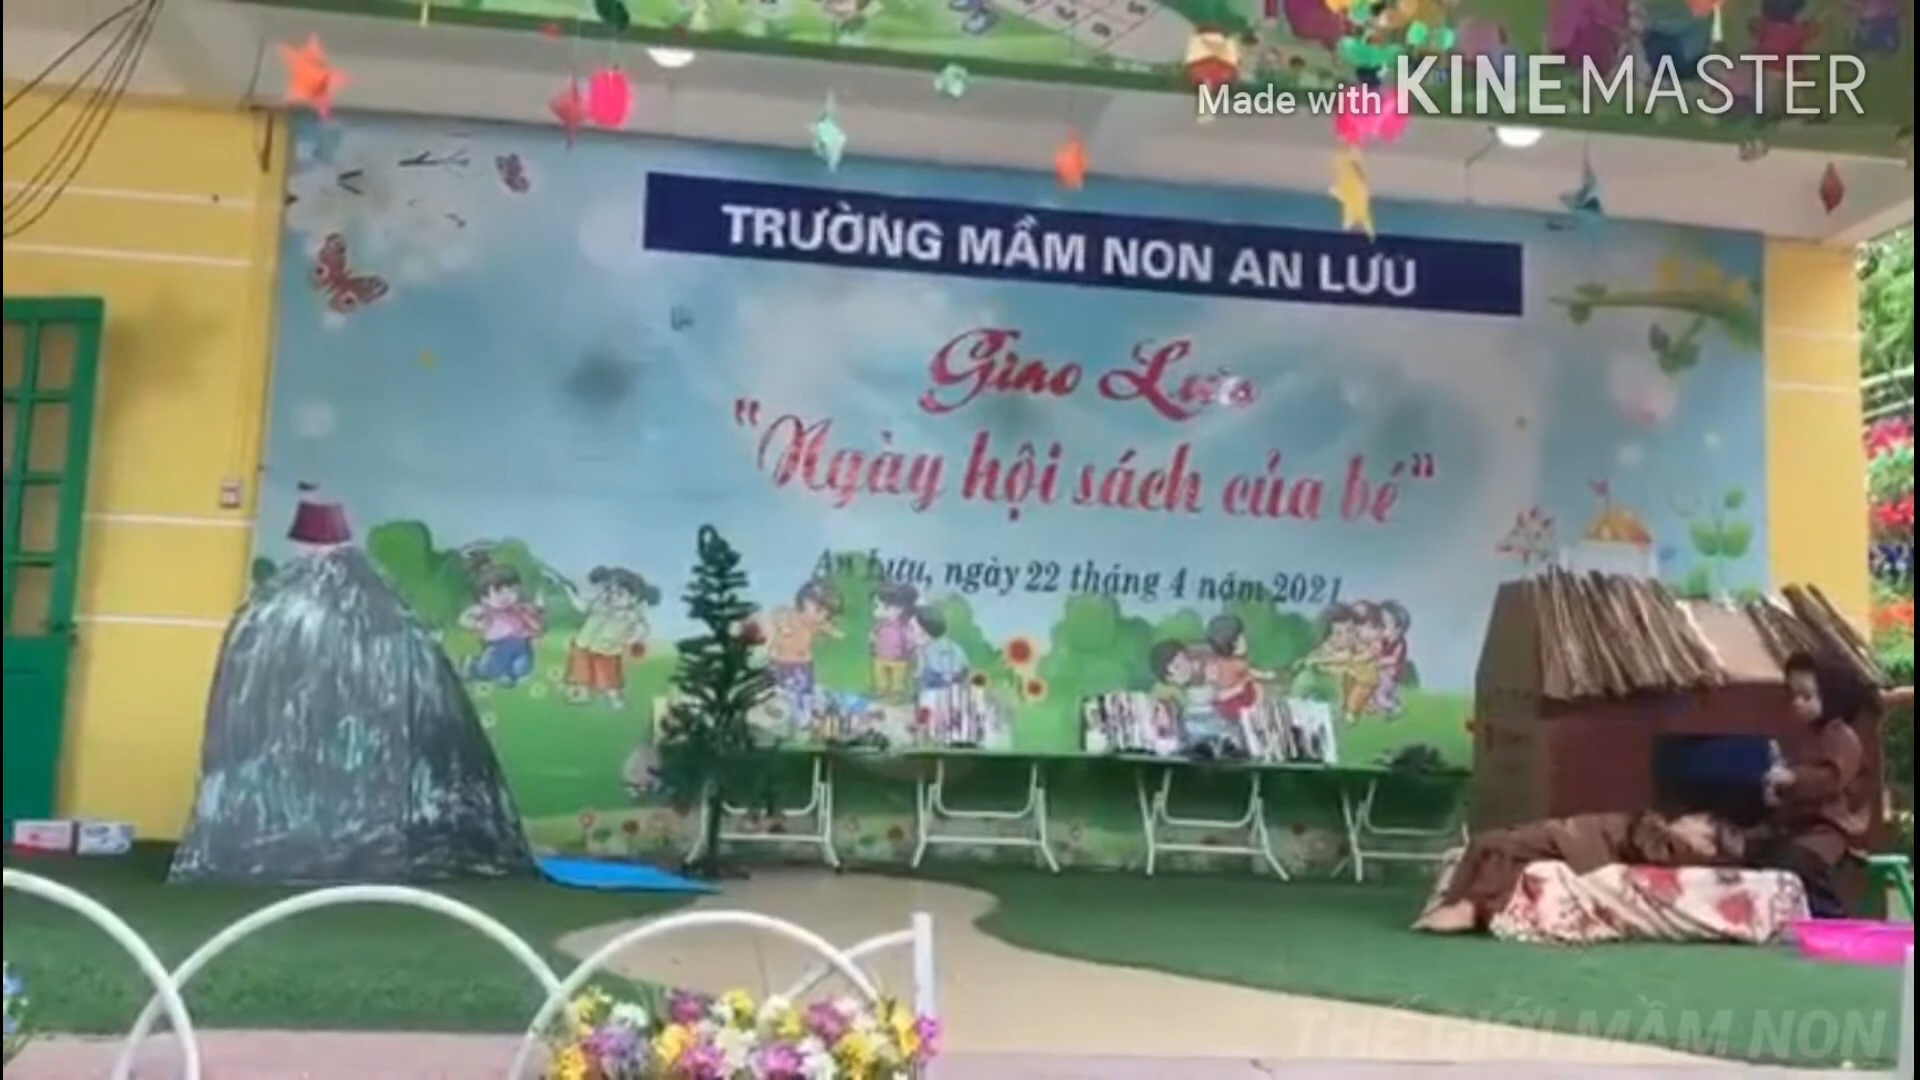 Made with KINEMASTER
TRƯỜNG MẦM NON AN LƯU
Giao Lưu
"Ngày hội sách của bé"
An Lưu, ngày 22 tháng 4 năm 2021
THẾ GIỚI MẦM NON